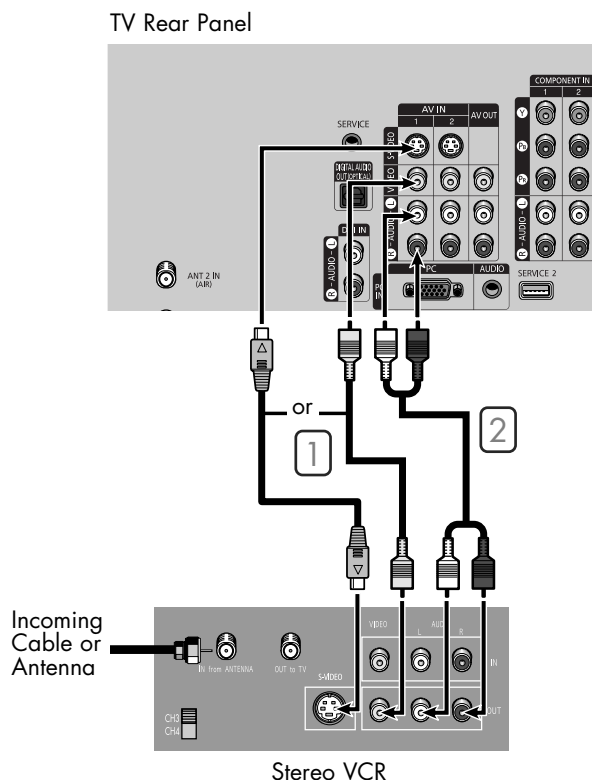 TV Rear Panel
COMPONENT IN
1 2
AV IN
AV OUT
1 2
SERVICE
S-VIDEO
Y
DIGITAL AUDIO
OUT(OPTICAL)
VIDEO
PB
PR
R - AUDIO - L
DVI IN
R - AUDIO - L
R - AUDIO - L
ANT 2 IN
(AIR)
PC
IN
PC
AUDIO
SERVICE 2
or
1
2
Incoming
Cable or
Antenna
VIDEO
L
R
IN from ANTENNA
OUT to TV
IN
S-VIDEO
CH3
CH4
OUT
Stereo VCR